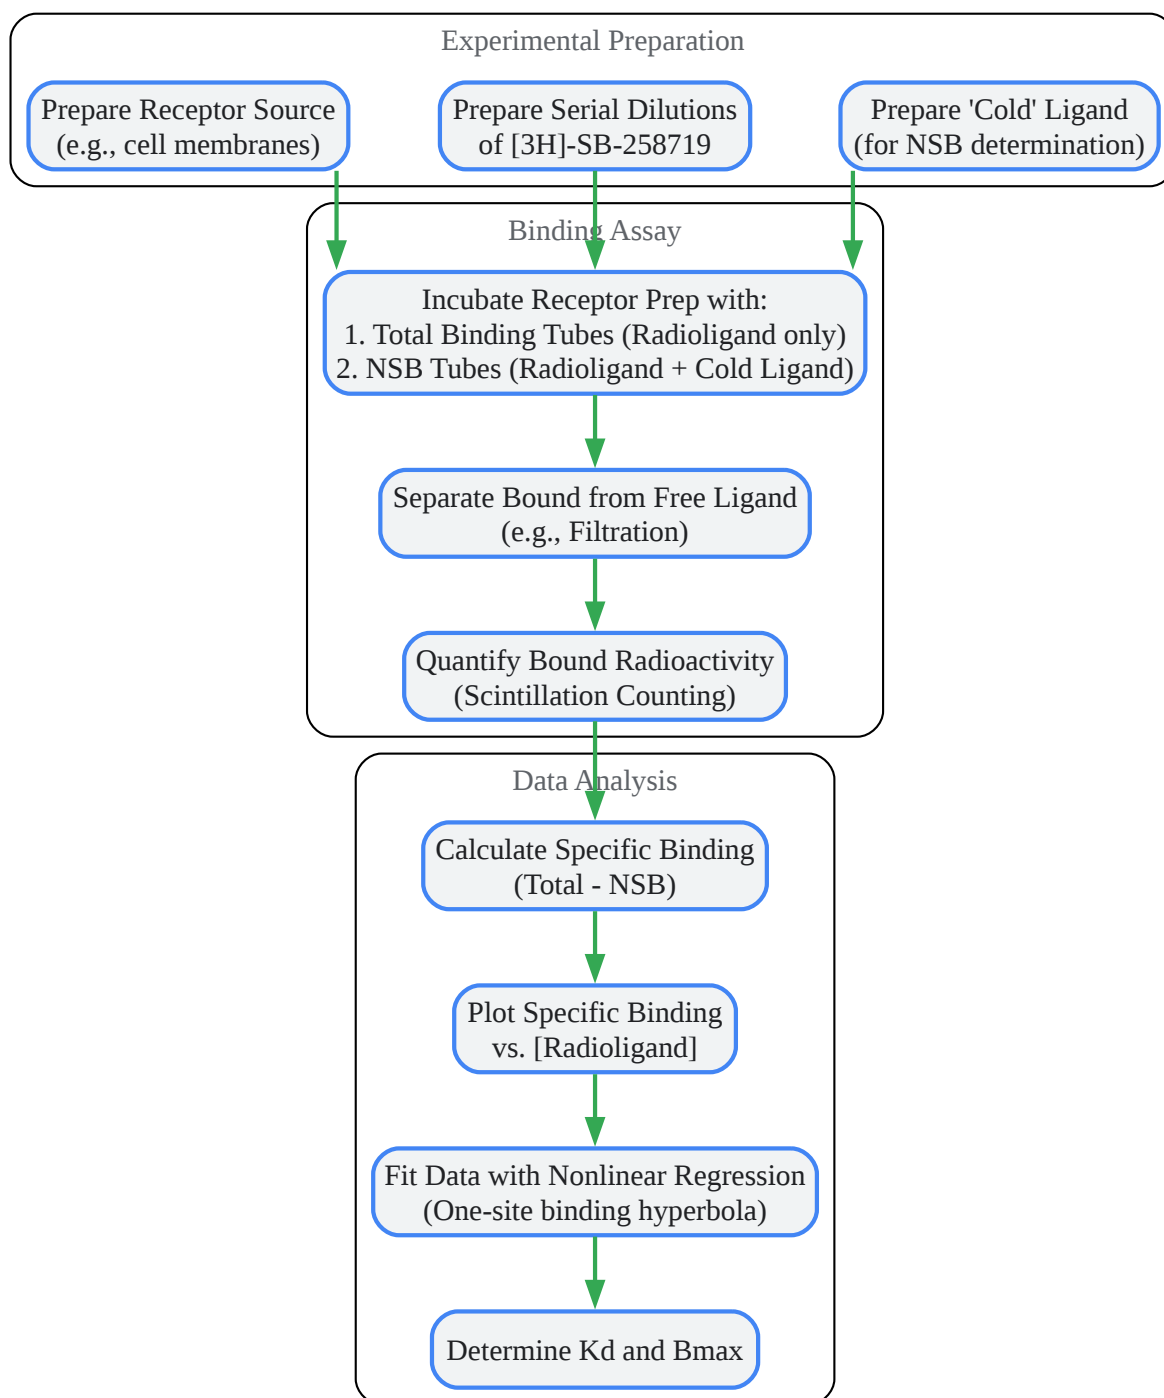 Experimental Preparation
Prepare Receptor Source
(e.g., cell membranes)
Prepare Serial Dilutions
of [3H]-SB-258719
Prepare 'Cold' Ligand
(for NSB determination)
Binding Assay
Incubate Receptor Prep with:
1. Total Binding Tubes (Radioligand only)
2. NSB Tubes (Radioligand + Cold Ligand)
Separate Bound from Free Ligand
(e.g., Filtration)
Quantify Bound Radioactivity
(Scintillation Counting)
Data Analysis
Calculate Specific Binding
(Total - NSB)
Plot Specific Binding
vs. [Radioligand]
Fit Data with Nonlinear Regression
(One-site binding hyperbola)
Determine Kd and Bmax